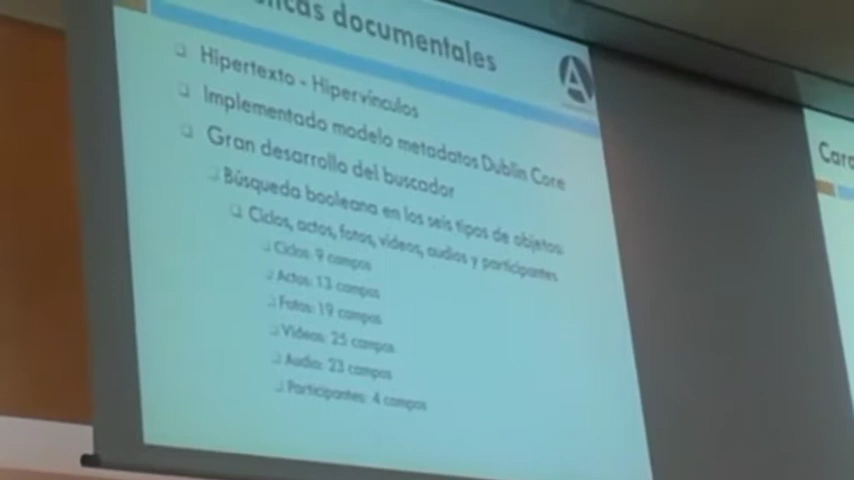 documentales
Hipertexto - Hipervínculos
Implementado modelo metadatos Dublin Core
Gran desarrollo del buscador
Búsqueda booleana en los seis tipos de objetos:
Ciclos, actos, fotos, videos, audios y participantes
Ciclos: 9 campos
Actos: 13 campos
Fotos: 19 campos
Videos: 25 campos
Audio: 23 campos
Participantes: 4 campos